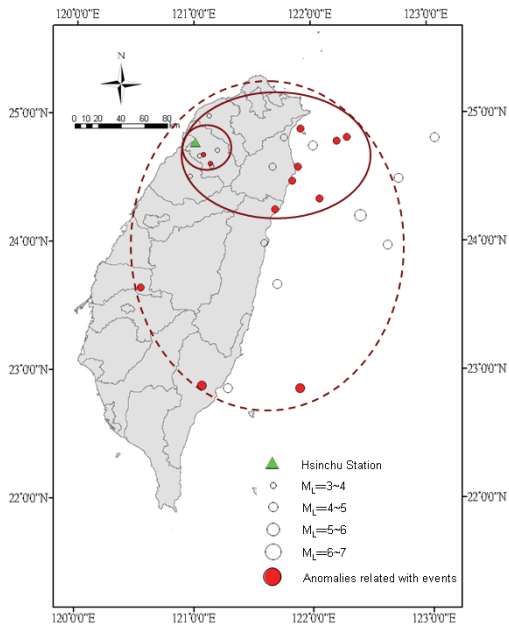 120°0'0"E 121°0'0"E 122°0'0"E 123°0'0"E
N
0 10 20 40 60 80
25°0'0"N 25°0'0"N
24°0'0"N 24°0'0"N
23°0'0"N 23°0'0"N
22°0'0"N 22°0'0"N
Hsinchu Station
ML=3~4
ML=4~5
ML=5~6
ML=6~7
Anomalies related with events
120°0'0"E 121°0'0"E 122°0'0"E 123°0'0"E